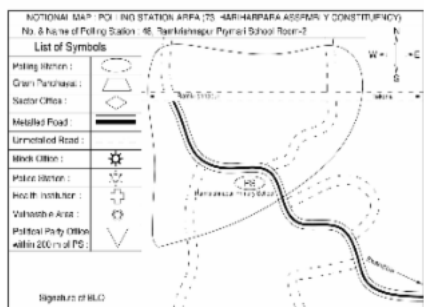 NOTIONAL MAP : POLLING STATION AREA (73, HARIHARPARA ASSEMBLY CONSTITUENCY)
No. & Name of Polling Station : 48, Ramkrishnapur Prymari School Room-2
List of Symbols
Polling Station :
Gram Panchayat :
Sector Office :
Metalled Road :
Unmetalled Road :
Block Office :
Police Station :
Health Institution :
Vulnerable Area :
Political Party Office
within 200 m of PS :
Signature of BLO
N
W
E
S
PS